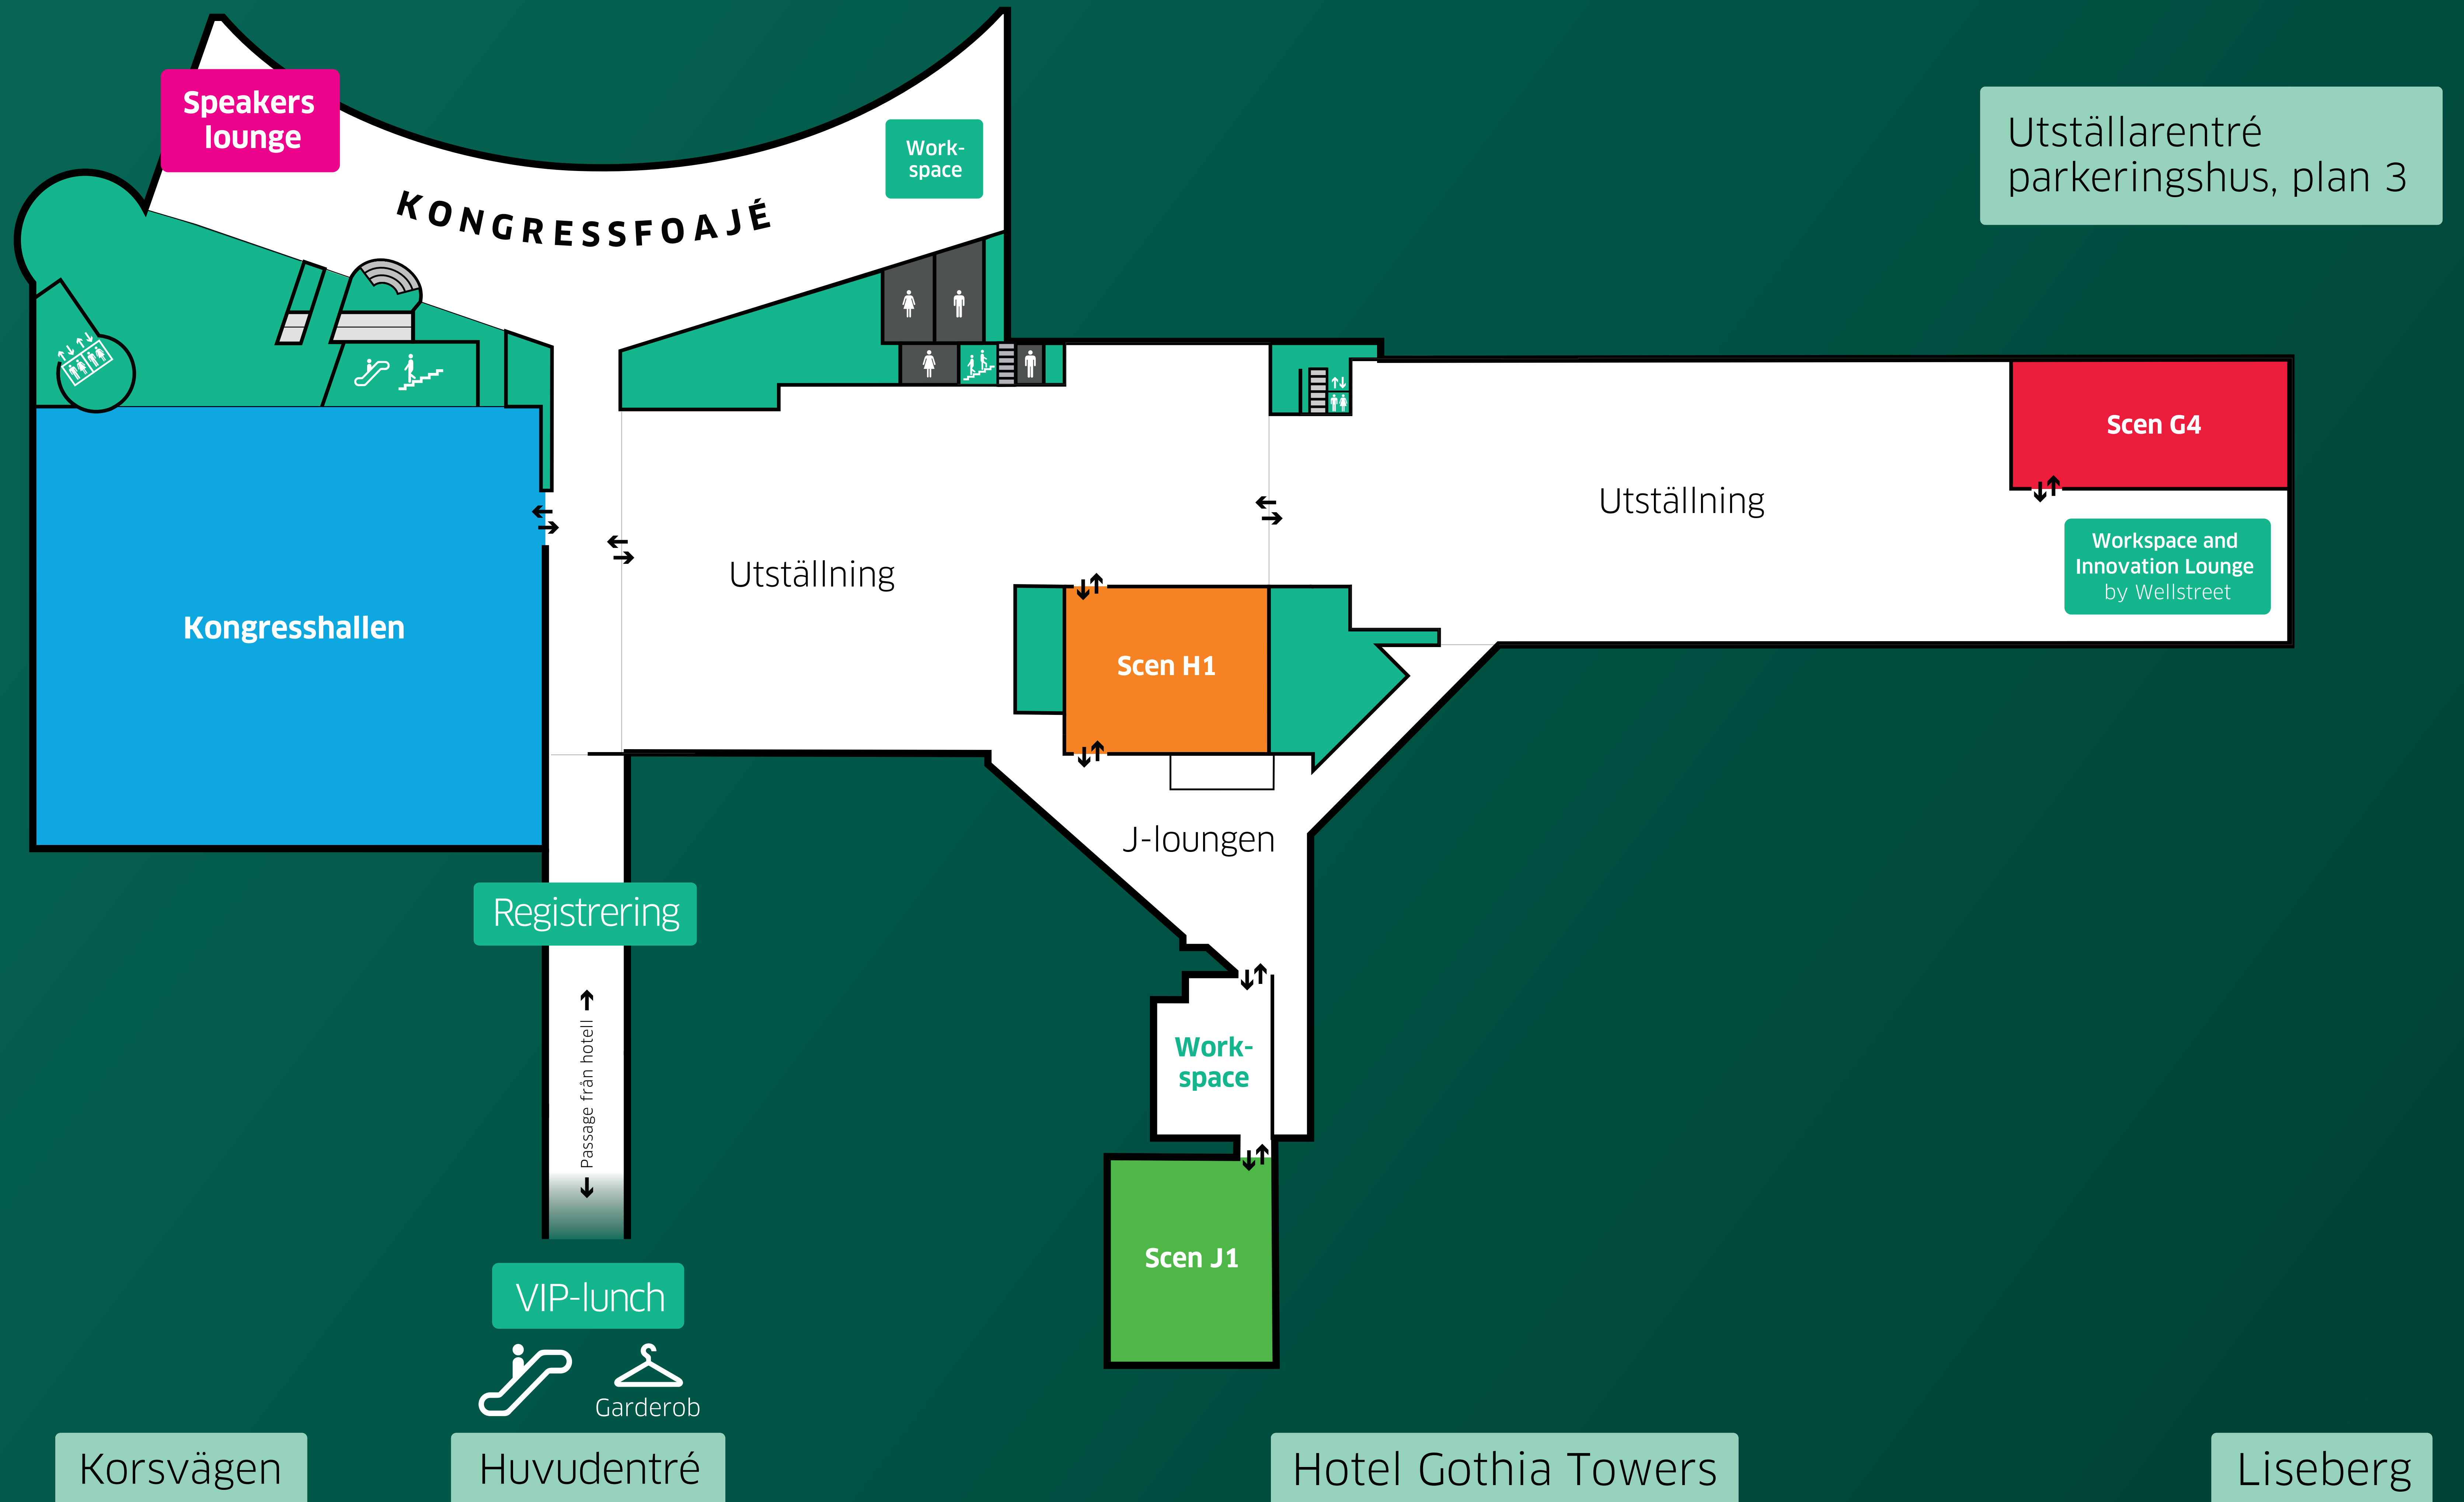 Speakers
lounge
Work-
space
KONGRESSFOAJÉ
Utställarentré
parkeringshus, plan 3
Scen G4
Utställning
Workspace and
Innovation Lounge
by Wellstreet
Utställning
Kongresshallen
Scen H1
J-loungen
Registrering
Passage från hotell
Work-
space
Scen J1
VIP-lunch
Garderob
Korsvägen
Huvudentré
Hotel Gothia Towers
Liseberg